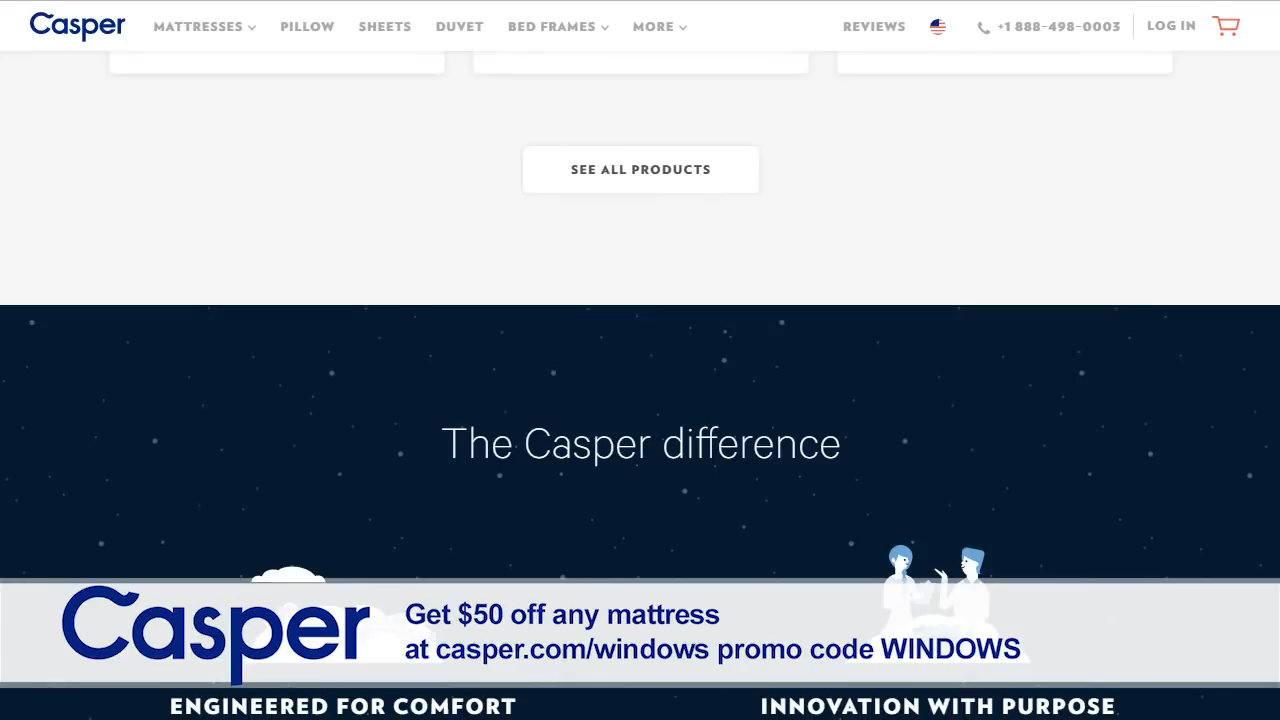 Casper MATTRESSES PILLOW SHEETS DUVET BED FRAMES MORE REVIEWS +1 888-498-0003 LOG IN
SEE ALL PRODUCTS
The Casper difference
Casper
Get $50 off any mattress
at casper.com/windows promo code WINDOWS
ENGINEERED FOR COMFORT INNOVATION WITH PURPOSE